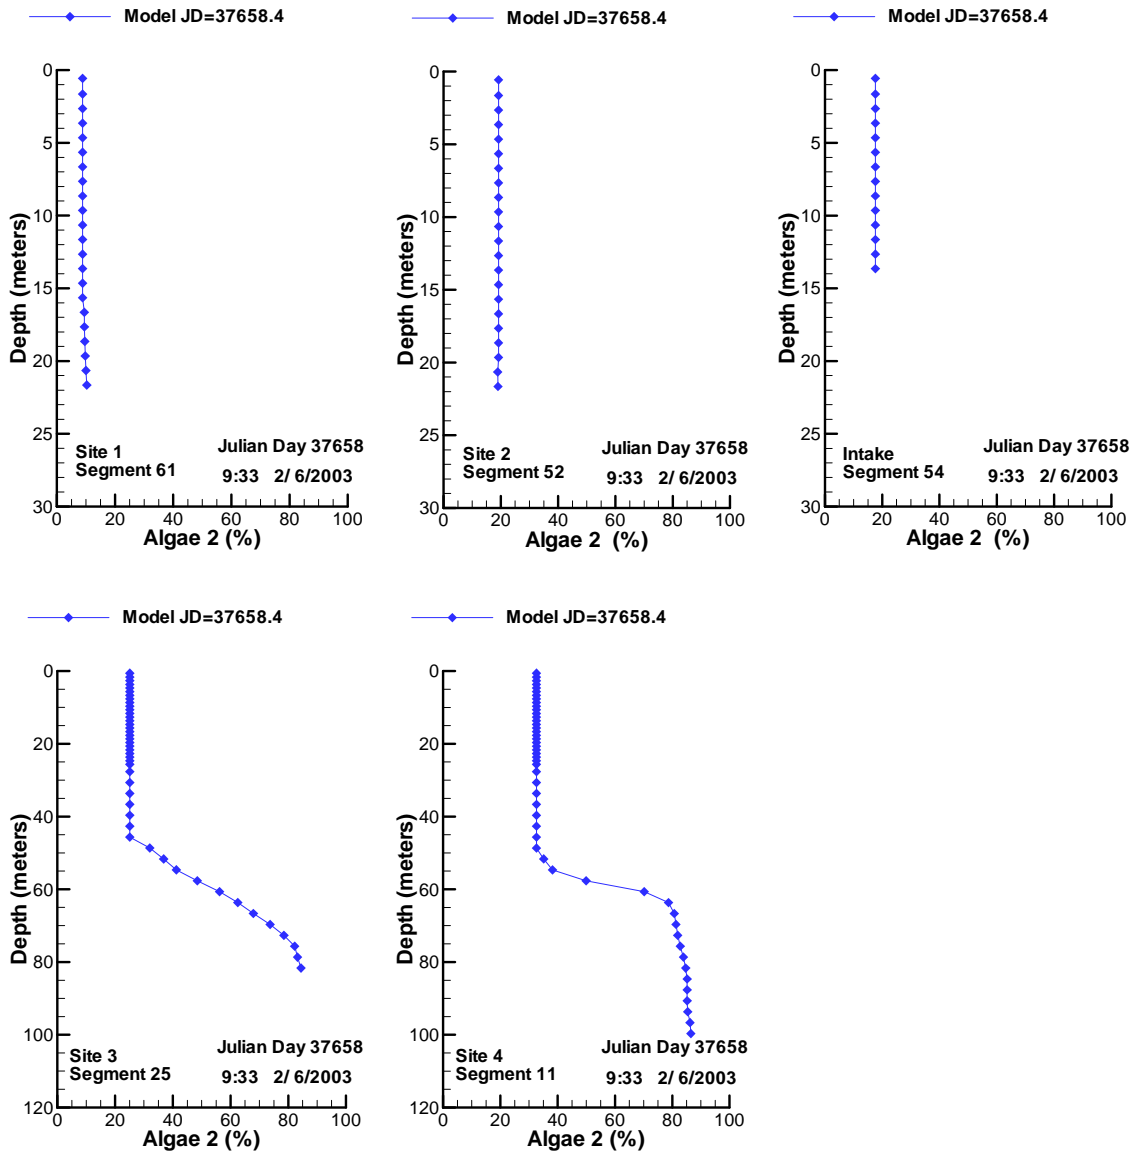 Model JD=37658.4
0
5
10
15
20
25
30
0 20 40 60 80 100
Depth (meters)
Algae 2 (%)
Site 1
Segment 61
Julian Day 37658
9:33 2/ 6/2003
Model JD=37658.4
0
5
10
15
20
25
30
0 20 40 60 80 100
Depth (meters)
Algae 2 (%)
Site 2
Segment 52
Julian Day 37658
9:33 2/ 6/2003
Model JD=37658.4
0
5
10
15
20
25
30
0 20 40 60 80 100
Depth (meters)
Algae 2 (%)
Intake
Segment 54
Julian Day 37658
9:33 2/ 6/2003
Model JD=37658.4
0
20
40
60
80
100
120
0 20 40 60 80 100
Depth (meters)
Algae 2 (%)
Site 3
Segment 25
Julian Day 37658
9:33 2/ 6/2003
Model JD=37658.4
0
20
40
60
80
100
120
0 20 40 60 80 100
Depth (meters)
Algae 2 (%)
Site 4
Segment 11
Julian Day 37658
9:33 2/ 6/2003